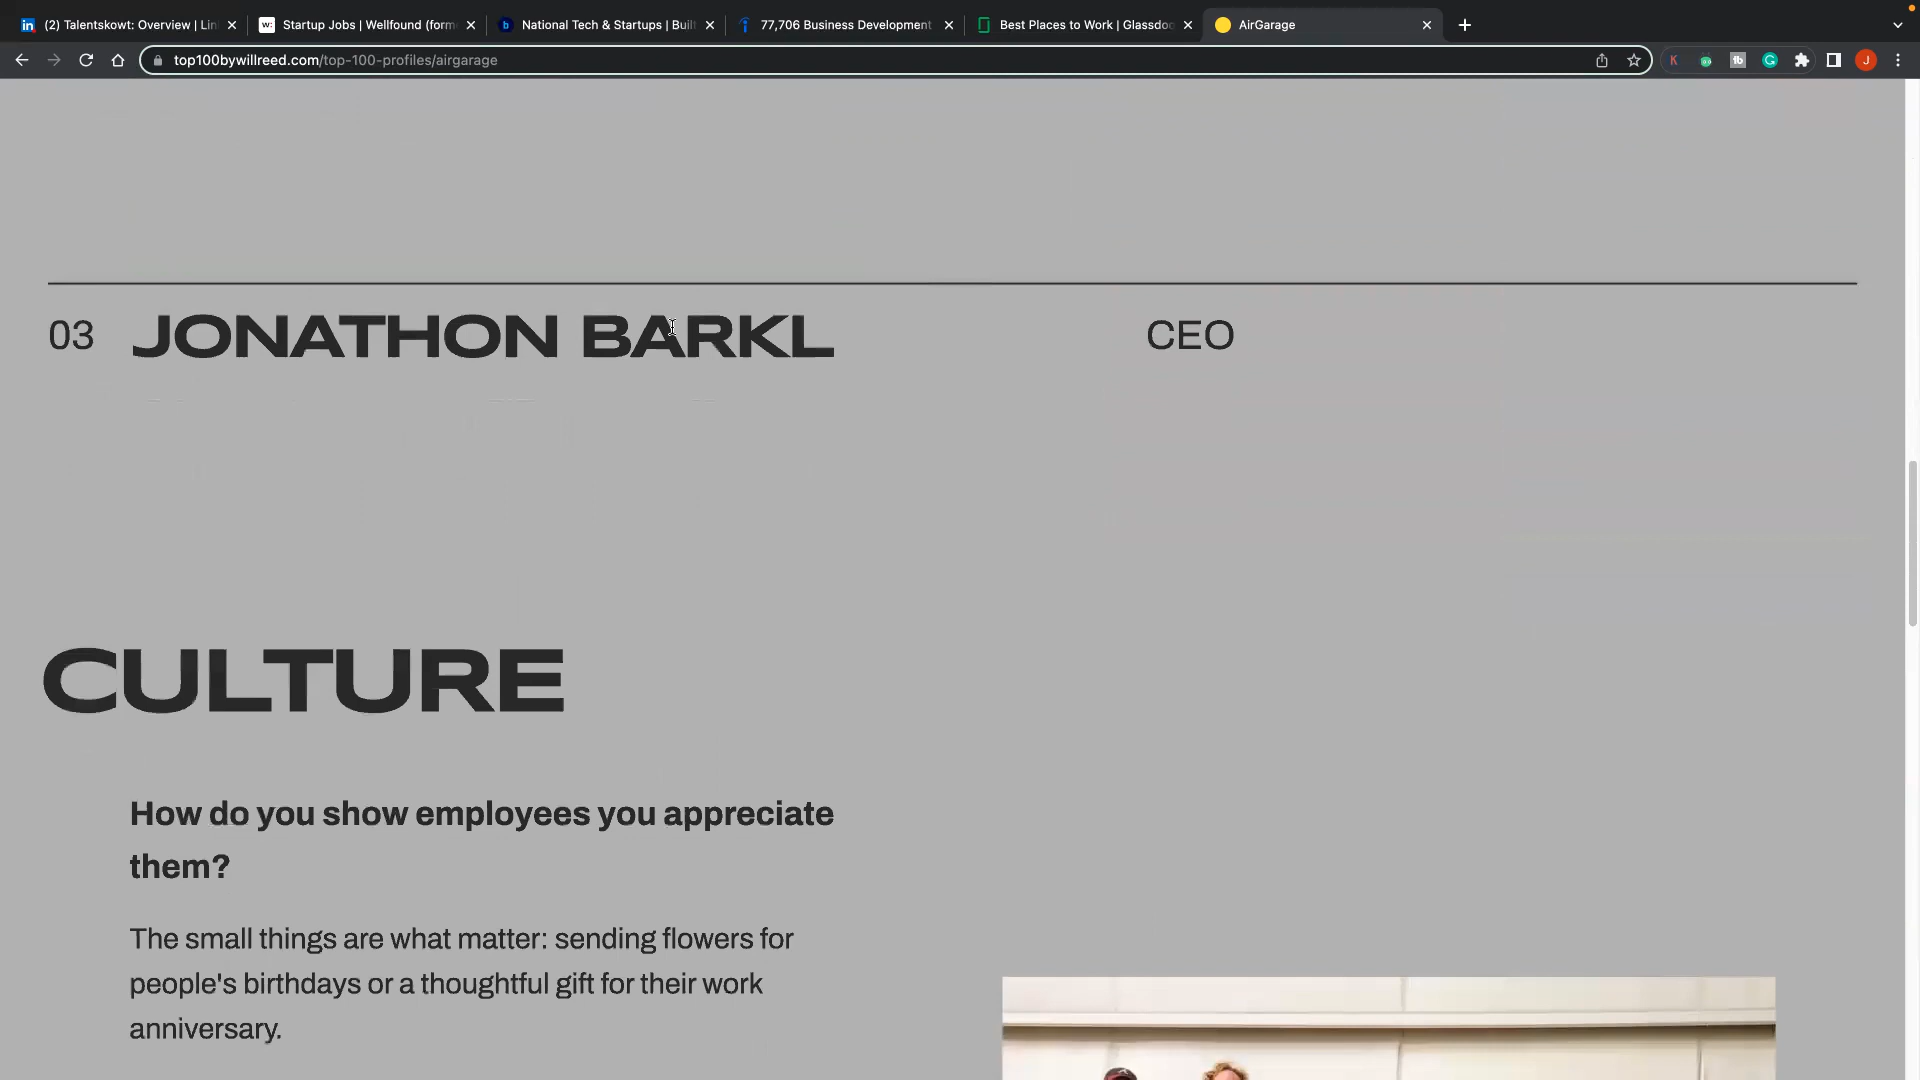 (2) Talentskowt: Overview | Lin
Startup Jobs | Wellfound (form
National Tech & Startups | Buil
77,706 Business Development
Best Places to Work | Glassdoo
AirGarage
top100bywillreed.com/top-100-profiles/airgarage
03 JONATHON BARKL CEO
CULTURE
How do you show employees you appreciate
them?
The small things are what matter: sending flowers for
people's birthdays or a thoughtful gift for their work
anniversary.